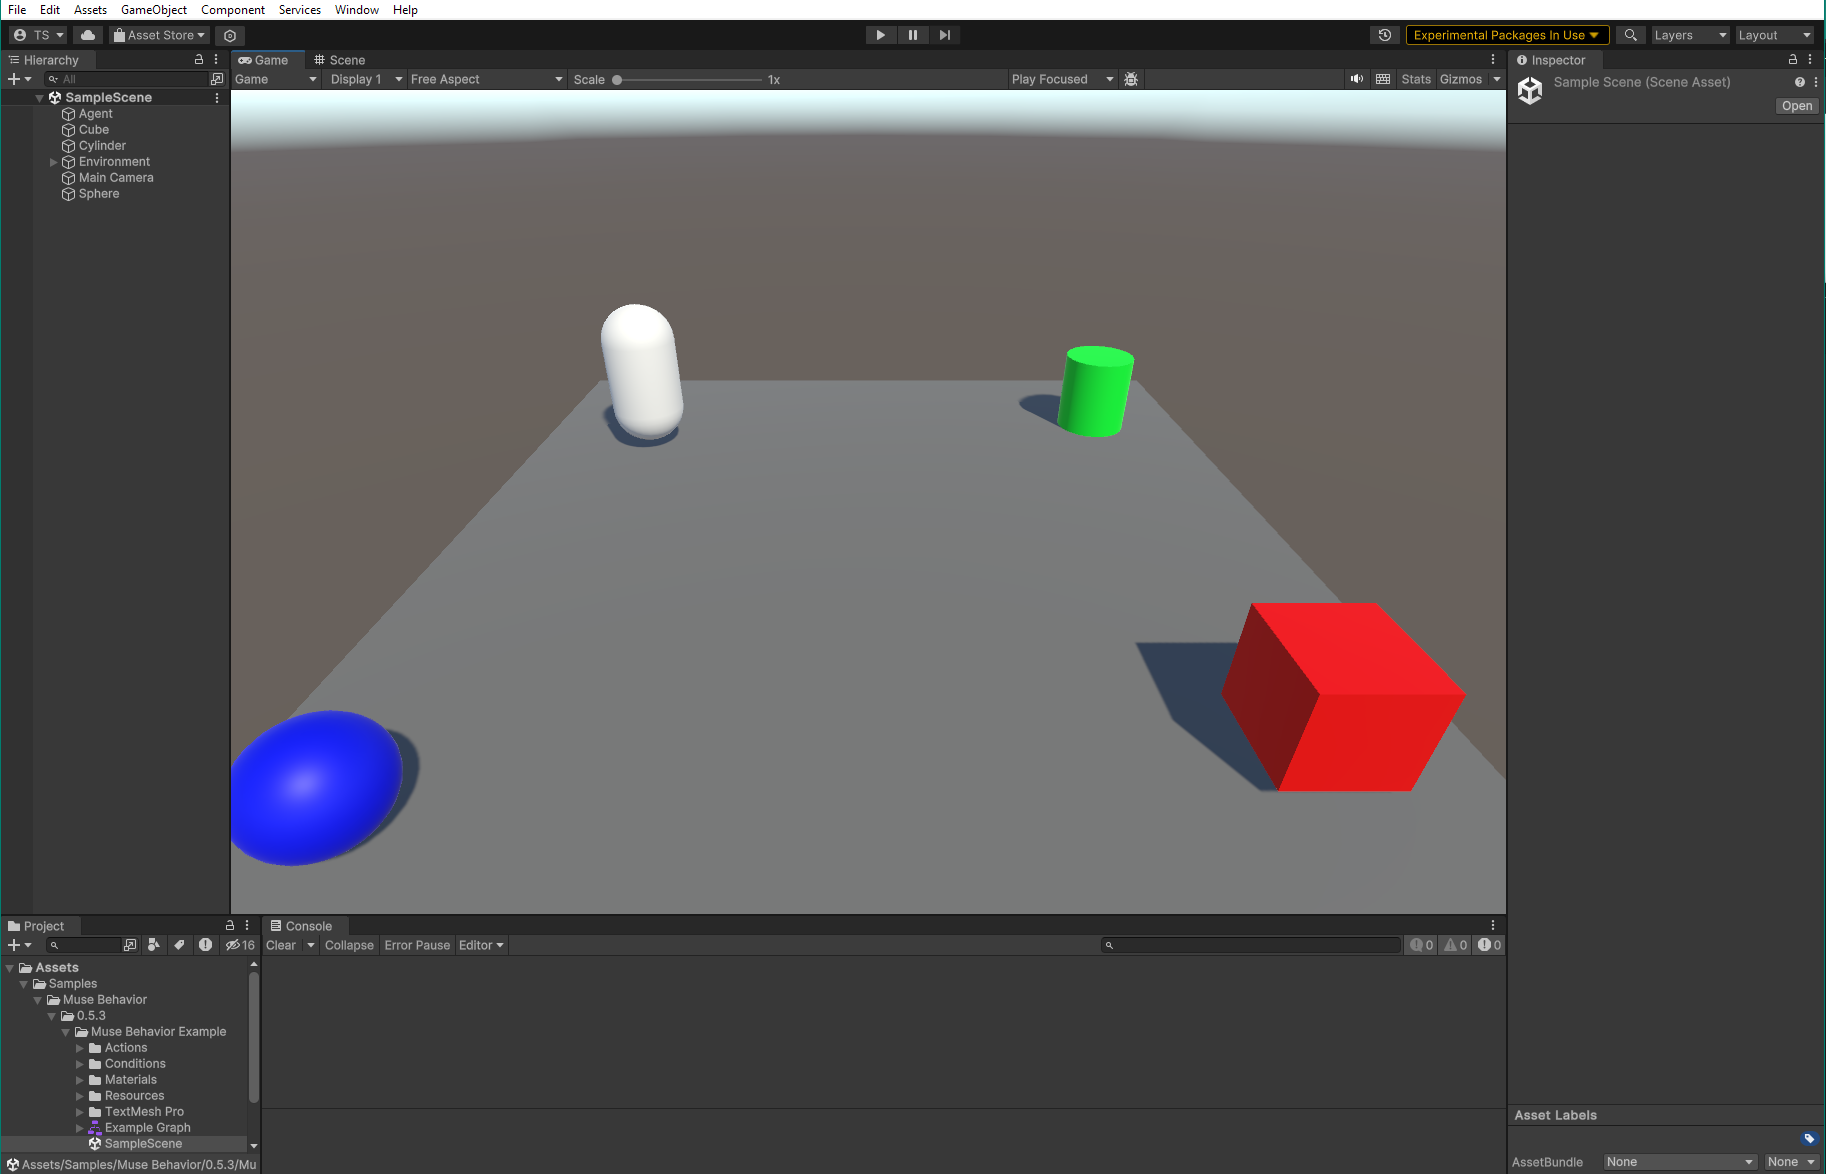 File Edit Assets GameObject Component Services Window Help
TS Asset Store Experimental Packages In Use Layers Layout
Hierarchy
All
SampleScene
Agent
Cube
Cylinder
Environment
Main Camera
Sphere
Game Scene
Game Display 1 Free Aspect Scale 1x Play Focused Stats Gizmos
Inspector
Sample Scene (Scene Asset)
Open
Project
16
Assets
Samples
Muse Behavior
0.5.3
Muse Behavior Example
Actions
Conditions
Materials
Resources
TextMesh Pro
Example Graph
SampleScene
Assets/Samples/Muse Behavior/0.5.3/Mu
Console
Clear Collapse Error Pause Editor 0 0 0
Asset Labels
AssetBundle None None